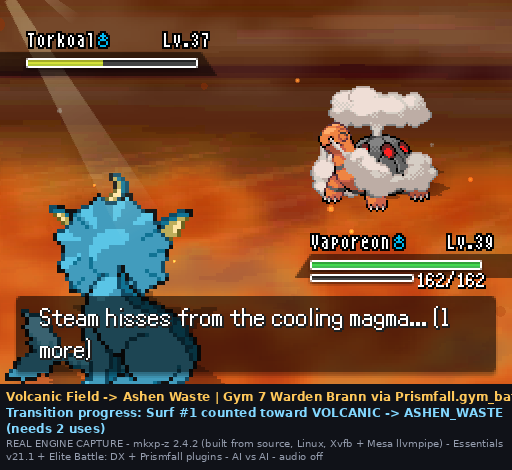 Torkoal♂ Lv.37
Vaporeon♂ Lv.39
162/162
Steam hisses from the cooling magma... (1
more)
Volcanic Field -> Ashen Waste | Gym 7 Warden Brann via Prismfall.gym_ba
Transition progress: Surf #1 counted toward VOLCANIC -> ASHEN_WASTE
(needs 2 uses)
REAL ENGINE CAPTURE - mkxp-z 2.4.2 (built from source, Linux, Xvfb + Mesa llvmpipe) - Essentials
v21.1 + Elite Battle: DX + Prismfall plugins - AI vs AI - audio off